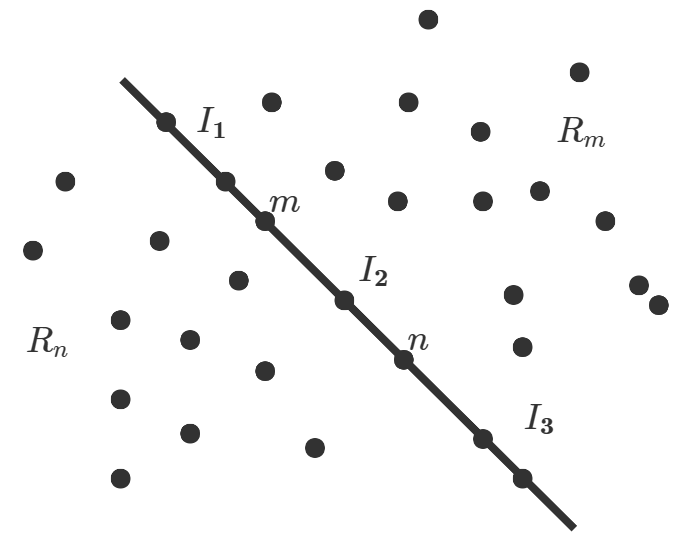 I₁
Rₘ
m
I₂
Rₙ
n
I₃